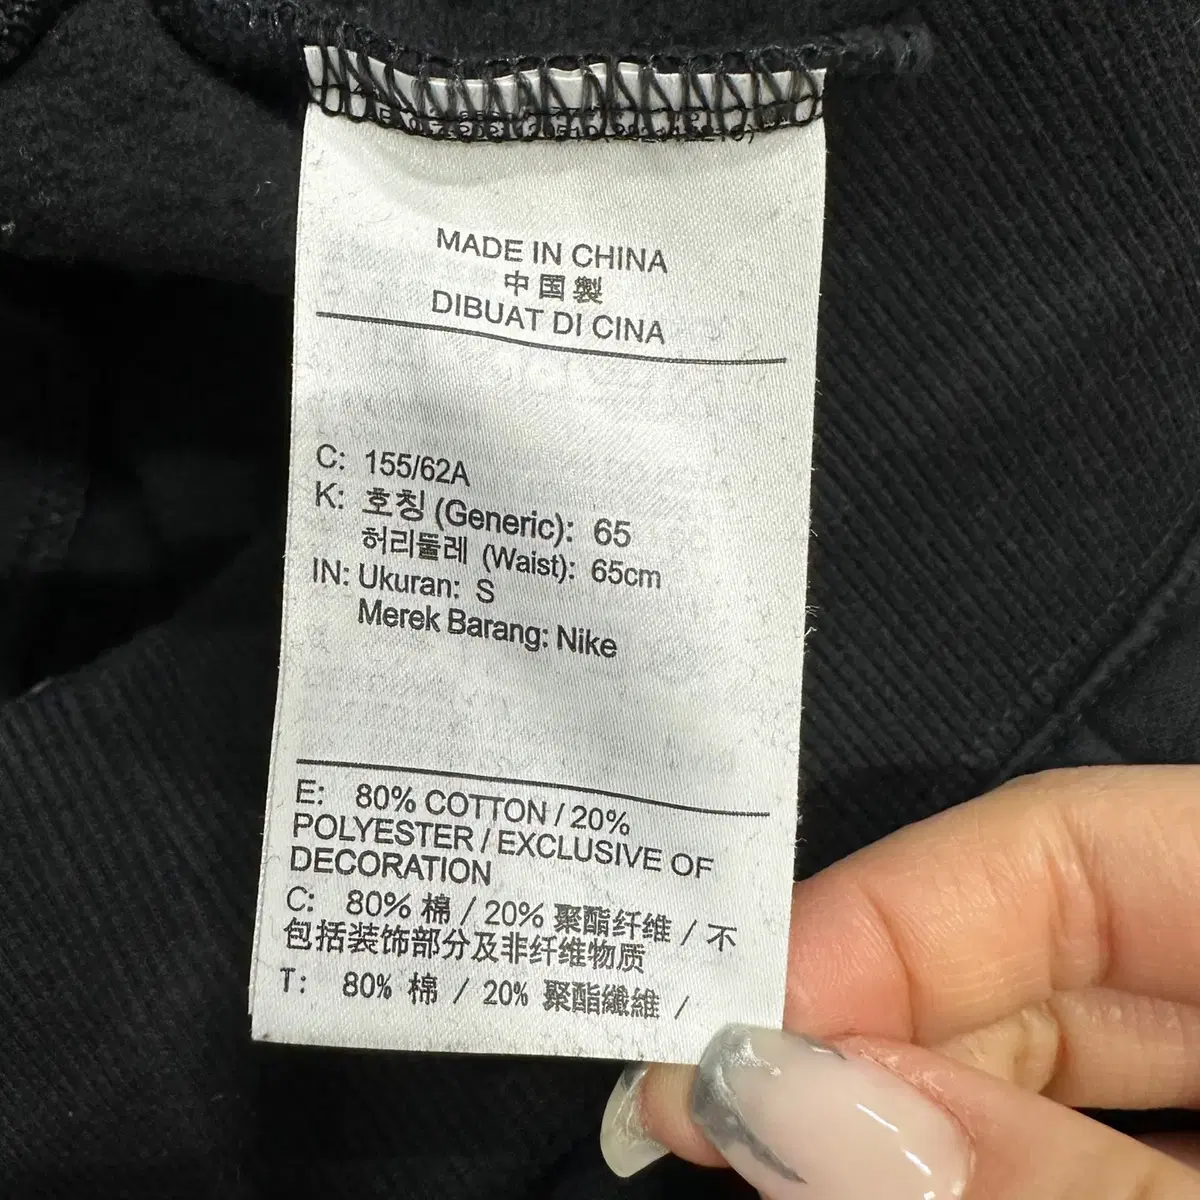 MADE IN CHINA
中国製
DIBUAT DI CINA
C: 155/62A
K: 호칭 (Generic): 65
허리둘레 (Waist): 65cm
IN: Ukuran: S
Merek Barang: Nike
E: 80% COTTON / 20%
POLYESTER / EXCLUSIVE OF
DECORATION
C: 80% 棉 / 20% 聚酯纤维 / 不
包括装饰部分及非纤维物质
T: 80% 棉 / 20% 聚酯纖維 /